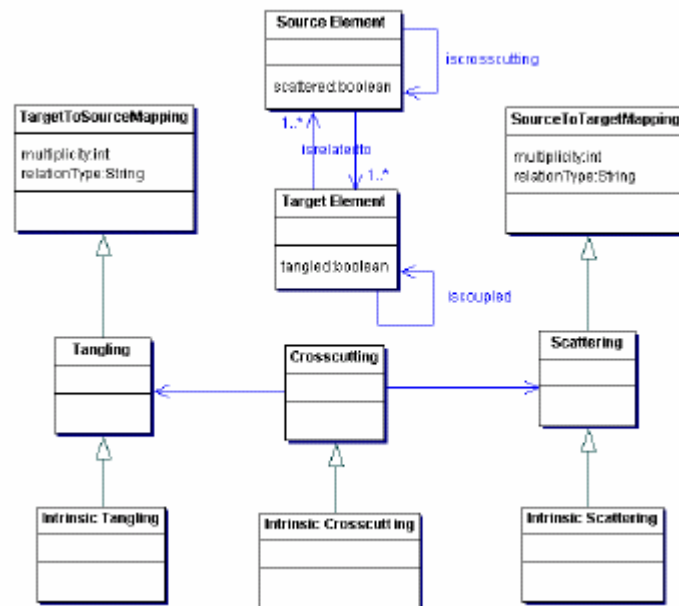 Source Element
iscrosscutting
scattered:boolean
TargetToSourceMapping
multiplicity:int
relationType:String
SourceToTargetMapping
multiplicity:int
relationType:String
1..*
isrelatedto
1..*
Target Element
tangled:boolean
iscoupled
Tangling
Crosscutting
Scattering
Intrinsic Tangling
Intrinsic Crosscutting
Intrinsic Scattering